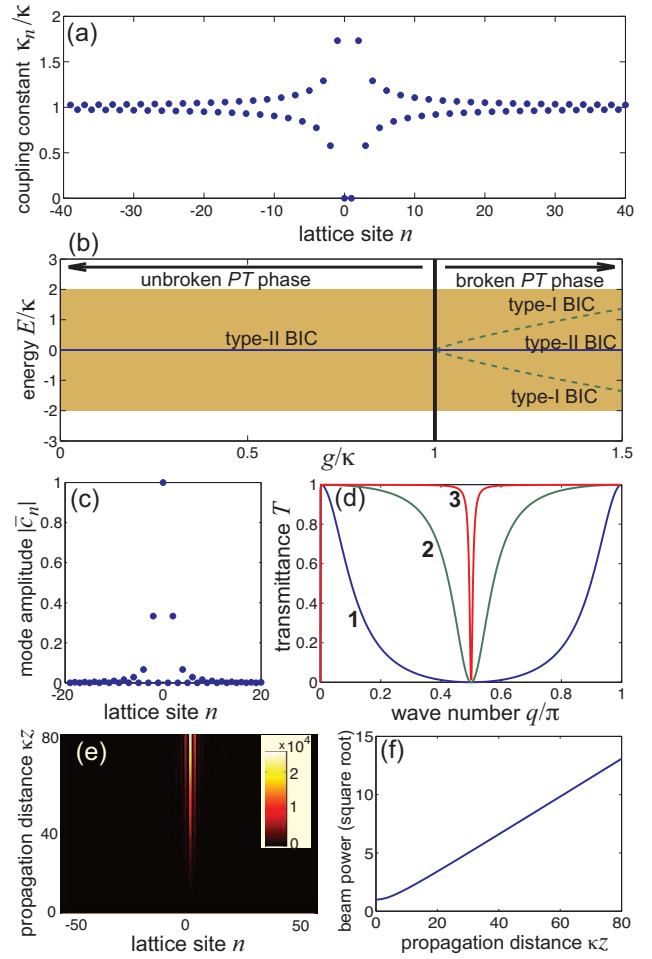 (a)
coupling constant κn/κ
2
1.5
1
0.5
0
-40 -30 -20 -10 0 10 20 30 40
lattice site n
(b)
energy E/κ
3
2
1
0
-1
-2
-3
unbroken PT phase
broken PT phase
type-I BIC
type-II BIC
type-II BIC
type-I BIC
0 0.5 1 1.5
g/κ
(c)
mode amplitude |c̄n|
1
0.8
0.6
0.4
0.2
0
-20 -10 0 10 20
lattice site n
(d)
transmittance T
1
0.8
0.6
0.4
0.2
0
3
2
1
0 0.2 0.4 0.6 0.8 1
wave number q/π
(e)
propagation distance κz
80
40
0
x 10^4
2
1
0
-50 0 50
lattice site n
(f)
beam power (square root)
15
10
5
0
0 20 40 60 80
propagation distance κz